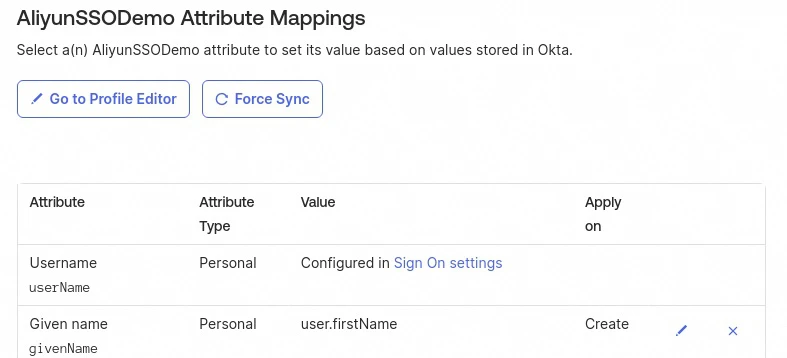 AliyunSSODemo Attribute Mappings
Select a(n) AliyunSSODemo attribute to set its value based on values stored in Okta.
Go to Profile Editor Force Sync
Attribute Attribute Type Value Apply on
Username Personal Configured in Sign On settings
userName
Given name Personal user.firstName Create
givenName